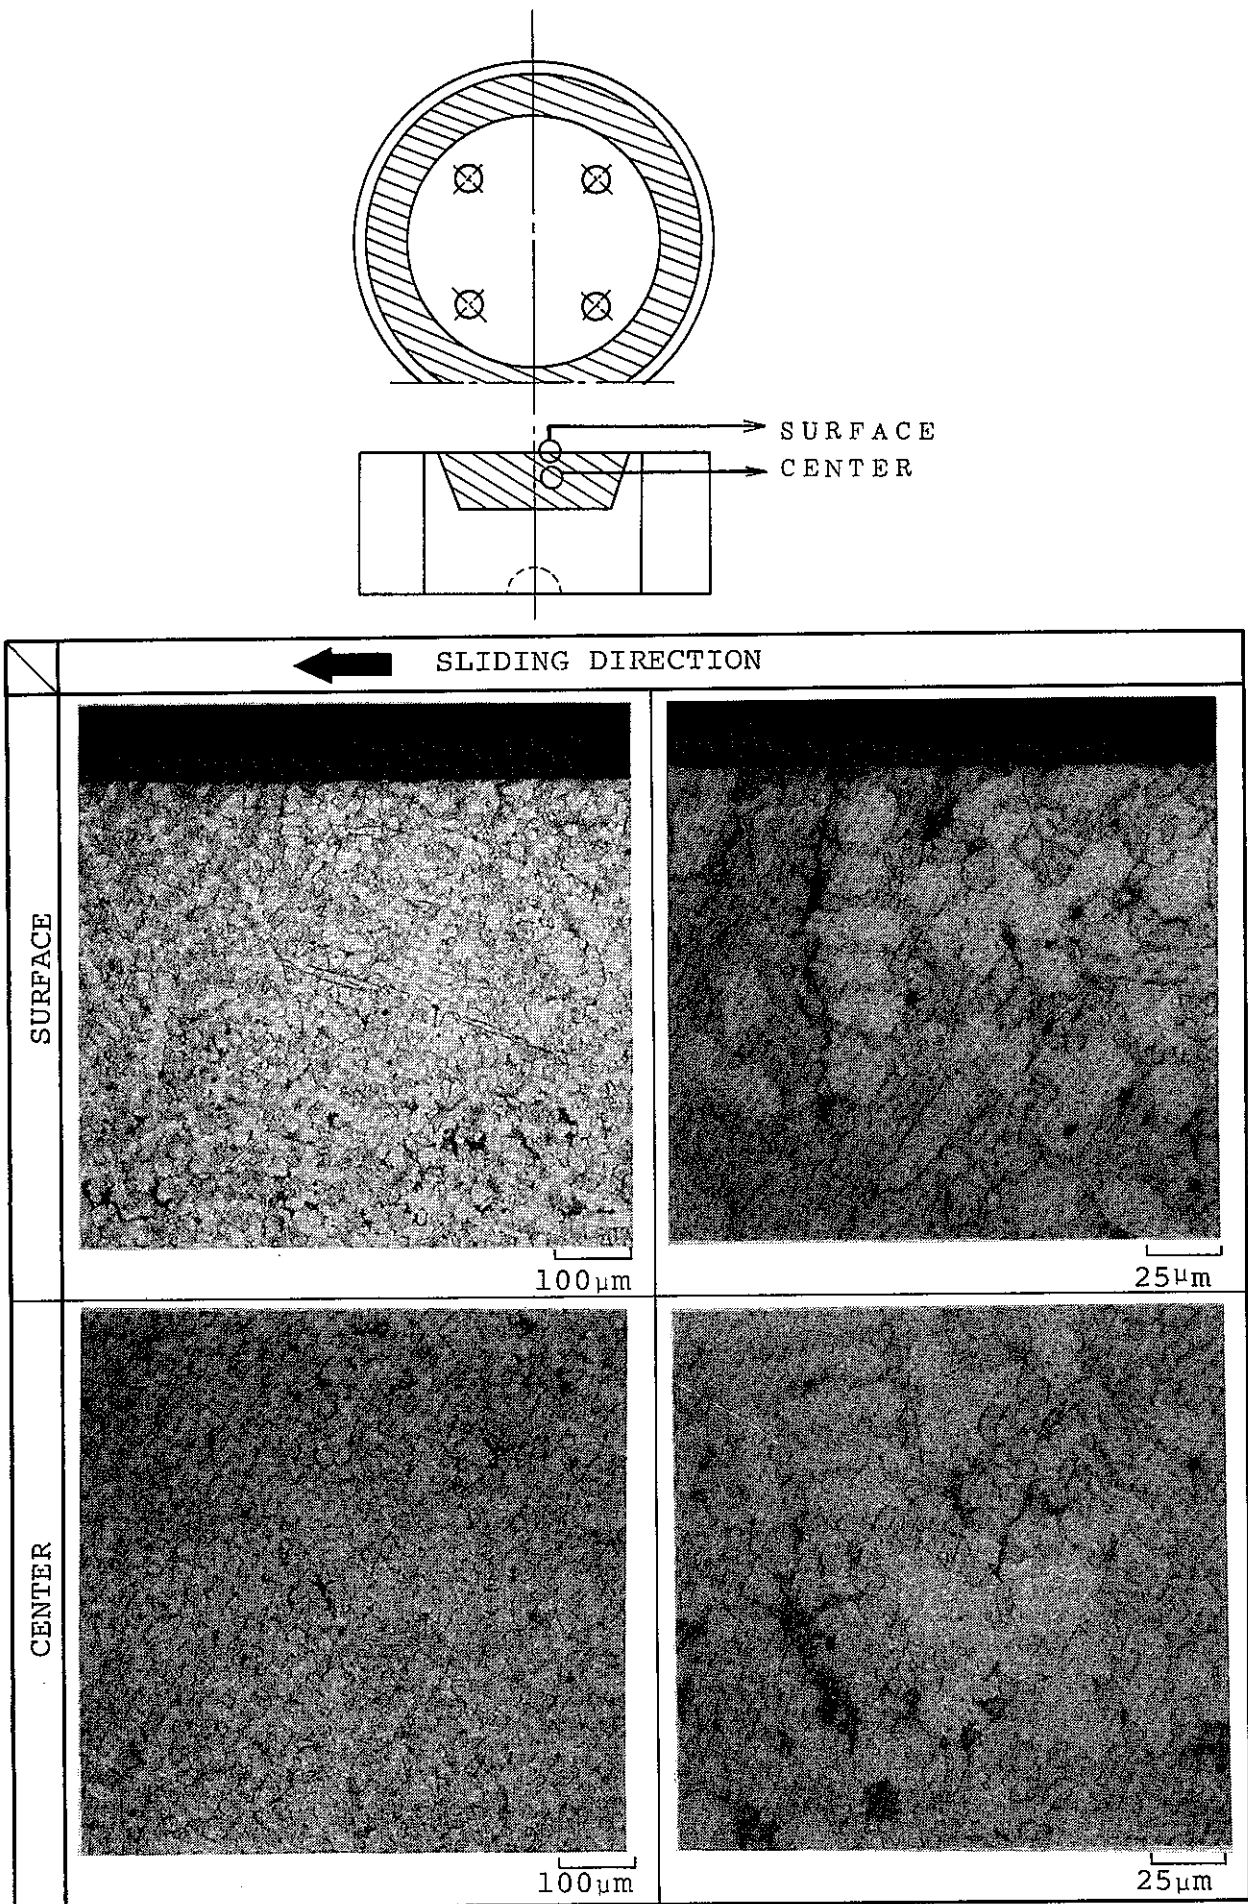 SURFACE
CENTER
SLIDING DIRECTION
SURFACE
100μm
25μm
CENTER
100μm
25μm